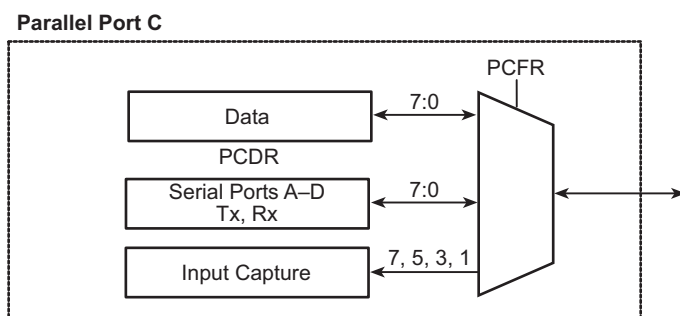 Parallel Port C
PCFR
7:0
Data
PCDR
Serial Ports A–D
7:0
Tx, Rx
7, 5, 3, 1
Input Capture